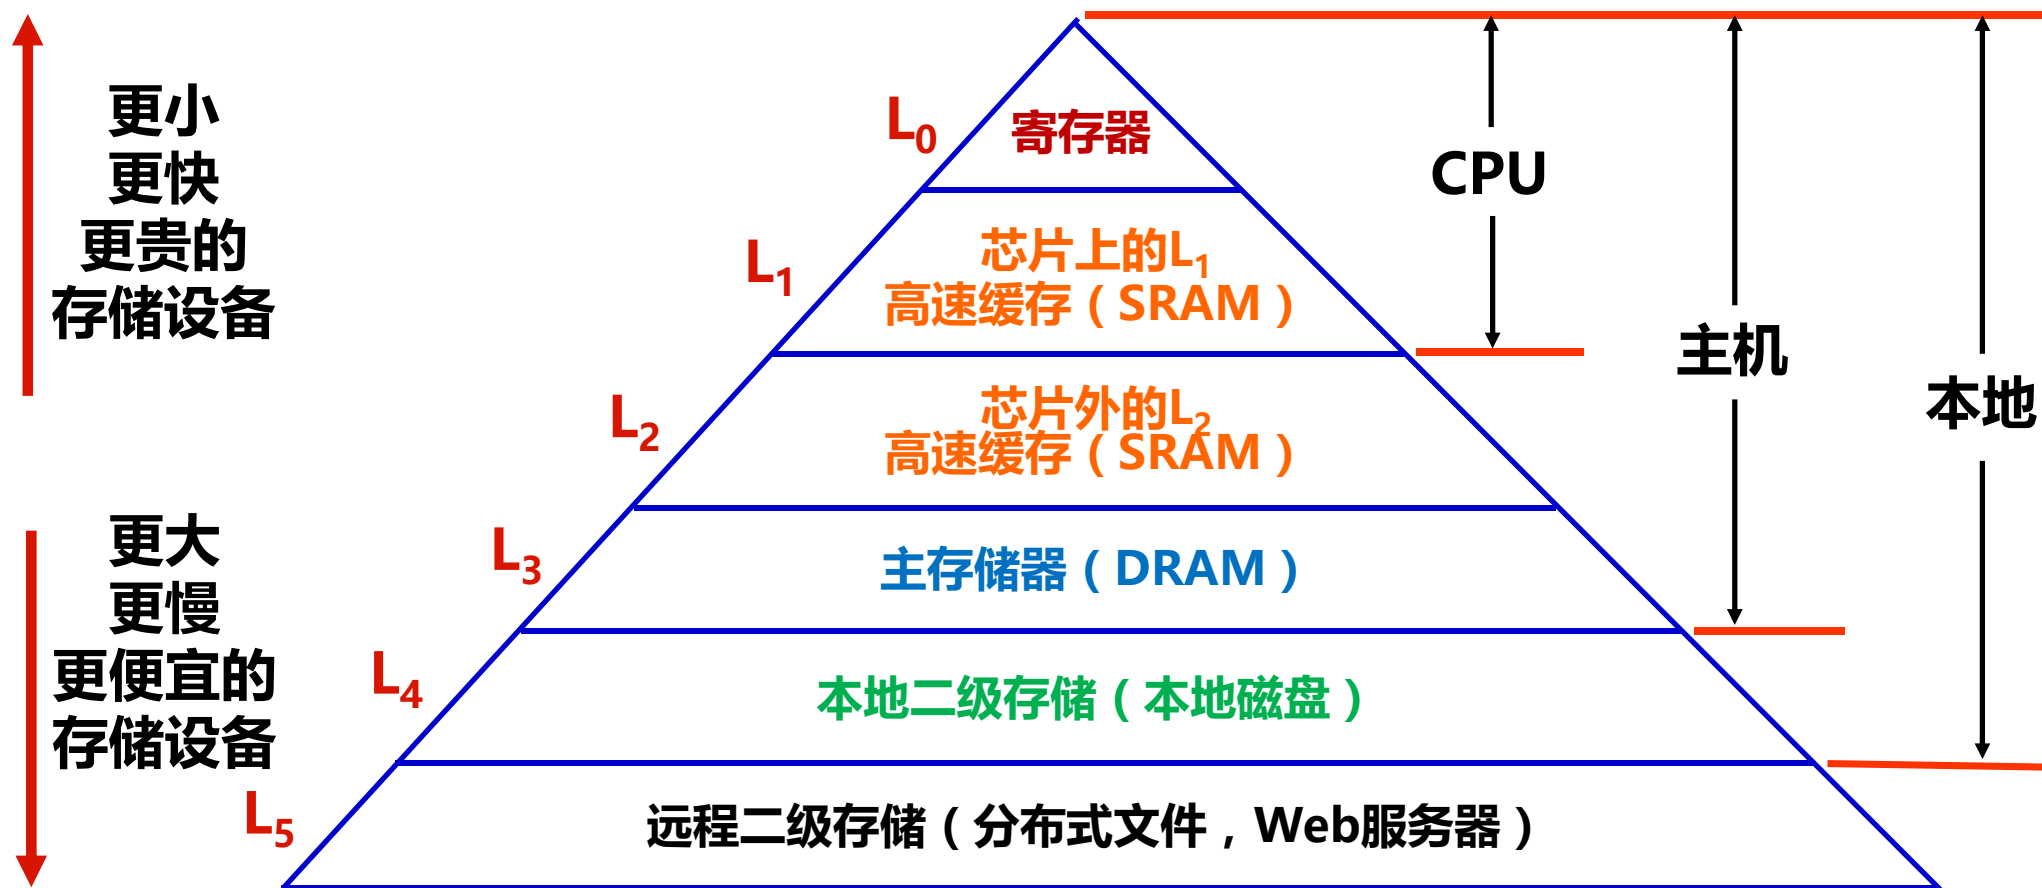 更小
更快
更贵的
存储设备
更大
更慢
更便宜的
存储设备
L0
寄存器
L1
芯片上的L1
高速缓存（SRAM）
L2
芯片外的L2
高速缓存（SRAM）
L3
主存储器（DRAM）
L4
本地二级存储（本地磁盘）
L5
远程二级存储（分布式文件，Web服务器）
CPU
主机
本地